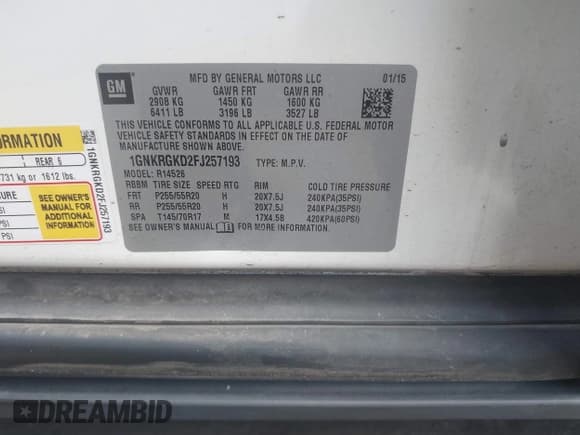 GM
MFD BY GENERAL MOTORS LLC 01/15
GVWR GAWR FRT GAWR RR
2908 KG 1450 KG 1600 KG
6411 LB 3196 LB 3527 LB
THIS VEHICLE CONFORMS TO ALL APPLICABLE U.S. FEDERAL MOTOR
VEHICLE SAFETY STANDARDS IN EFFECT ON THE DATE OF
MANUFACTURE SHOWN ABOVE.
1GNKRGKD2FJ257193 TYPE: M.P.V.
MODEL: R14526
RBBM TIRE SIZE SPEED RTG RIM COLD TIRE PRESSURE
FRT P255/55R20 H 20X7.5J 240KPA(35PSI)
RR P255/55R20 H 20X7.5J 240KPA(35PSI)
SPA T145/70R17 M 17X4.5B 420KPA(60PSI)
SEE OWNER'S MANUAL FOR MORE INFORMATION.
ORMATION
REAR 5
731 kg or 1612 lbs.
SURE
PSI
PSI
SEE OWNER'S
MANUAL FOR
ADDITIONAL
INFORMATION
1GNKRGKD2FJ257193
DREAMBID